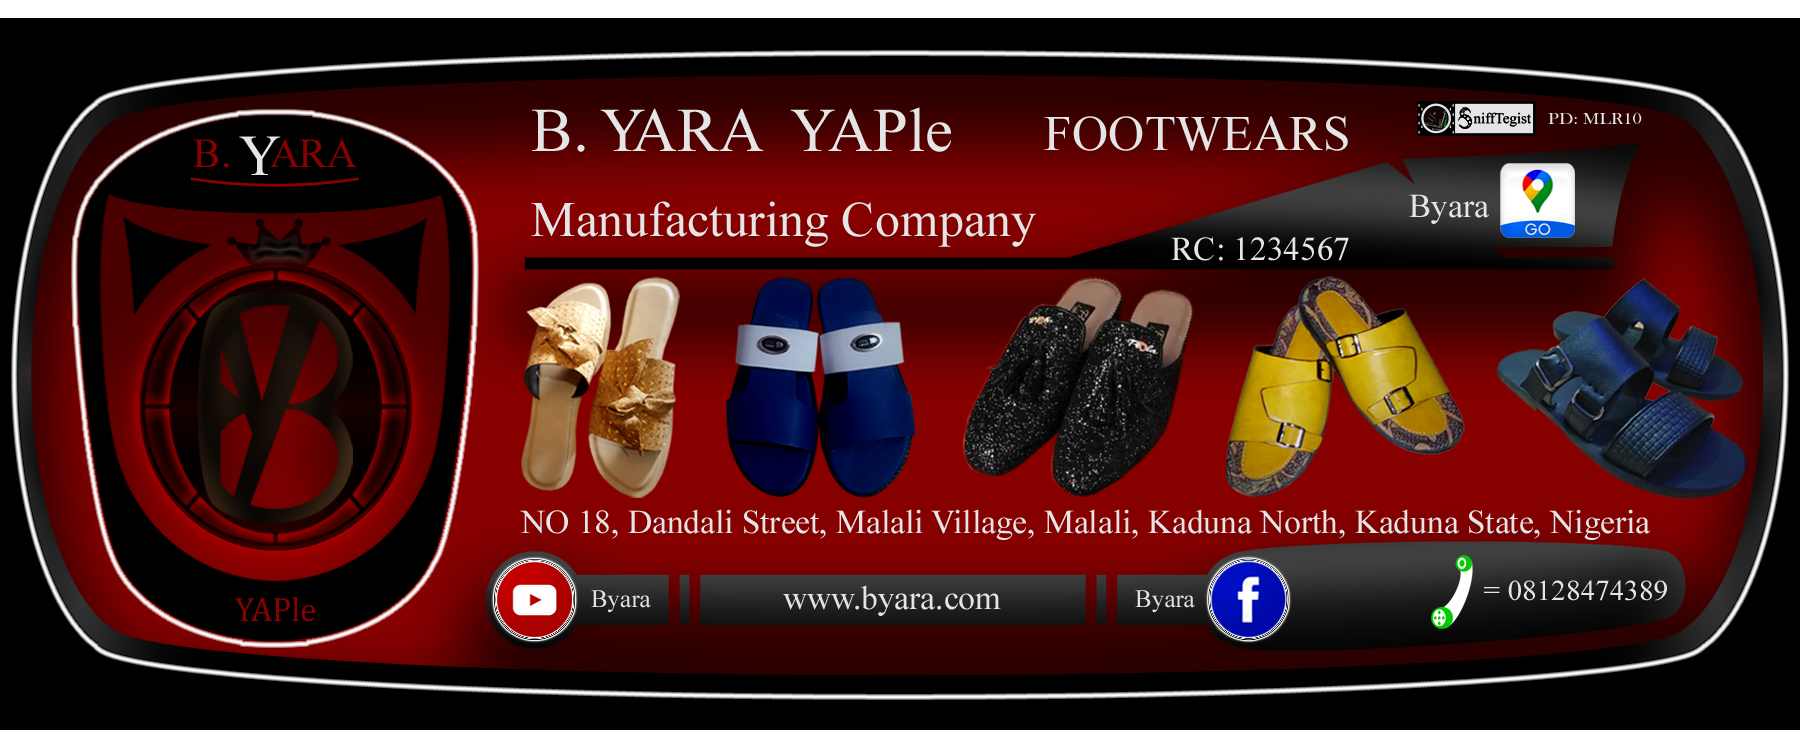 B. YARA
YAPle
B. YARA YAPle FOOTWEARS
SniffTegist PD: MLR10
Manufacturing Company
Byara
GO
RC: 1234567
NO 18, Dandali Street, Malali Village, Malali, Kaduna North, Kaduna State, Nigeria
Byara
www.byara.com
Byara
= 08128474389